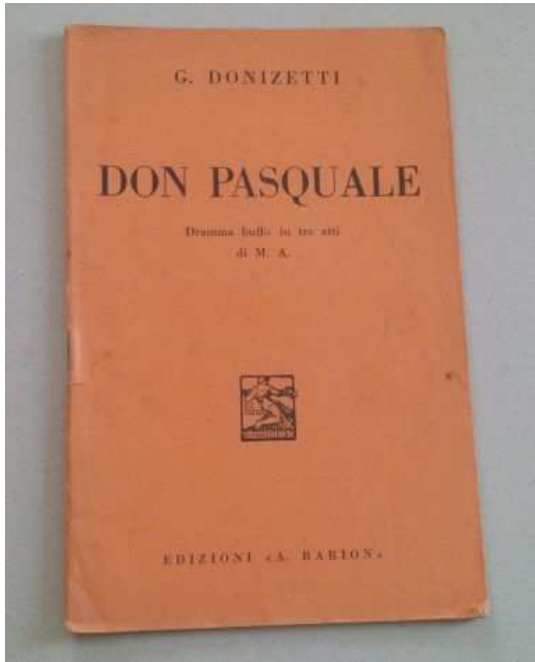 G. DONIZETTI
DON PASQUALE
Dramma buffo in tre atti
di M. A.
EDIZIONI «A. BARION»